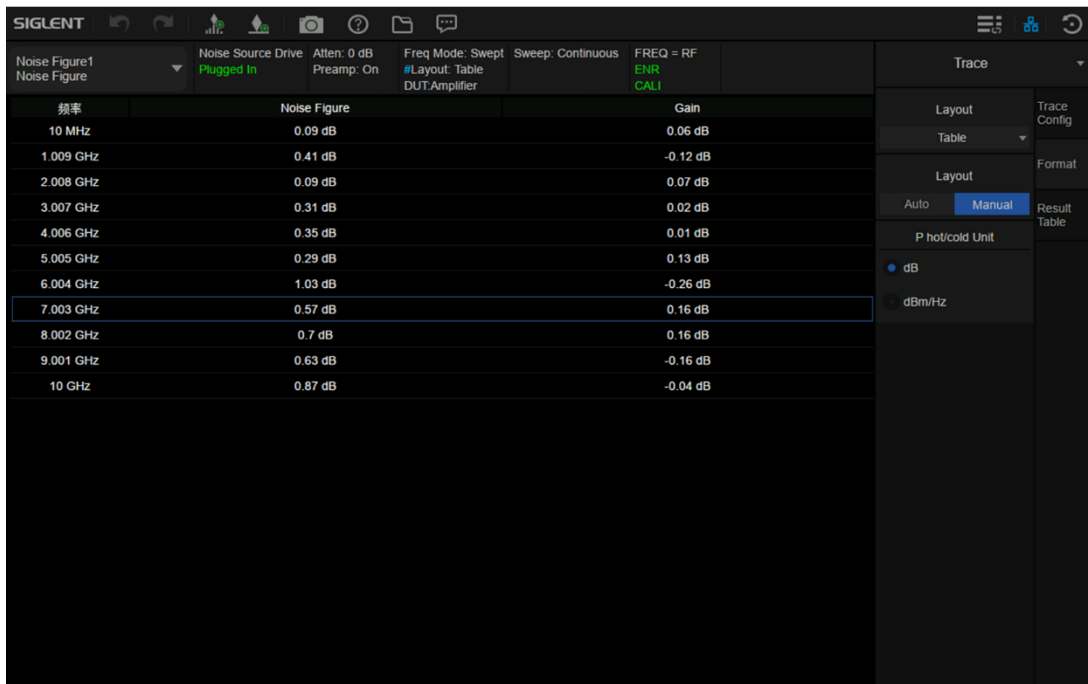 SIGLENT
Noise Figure1
Noise Figure
Noise Source Drive
Plugged In
Atten: 0 dB
Preamp: On
Freq Mode: Swept
#Layout: Table
DUT:Amplifier
Sweep: Continuous
FREQ = RF
ENR
CALI
频率 Noise Figure Gain
10 MHz 0.09 dB 0.06 dB
1.009 GHz 0.41 dB -0.12 dB
2.008 GHz 0.09 dB 0.07 dB
3.007 GHz 0.31 dB 0.02 dB
4.006 GHz 0.35 dB 0.01 dB
5.005 GHz 0.29 dB 0.13 dB
6.004 GHz 1.03 dB -0.26 dB
7.003 GHz 0.57 dB 0.16 dB
8.002 GHz 0.7 dB 0.16 dB
9.001 GHz 0.63 dB -0.16 dB
10 GHz 0.87 dB -0.04 dB
Trace
Layout
Table
Layout
Auto Manual
P hot/cold Unit
dB
dBm/Hz
Trace
Config
Format
Result
Table